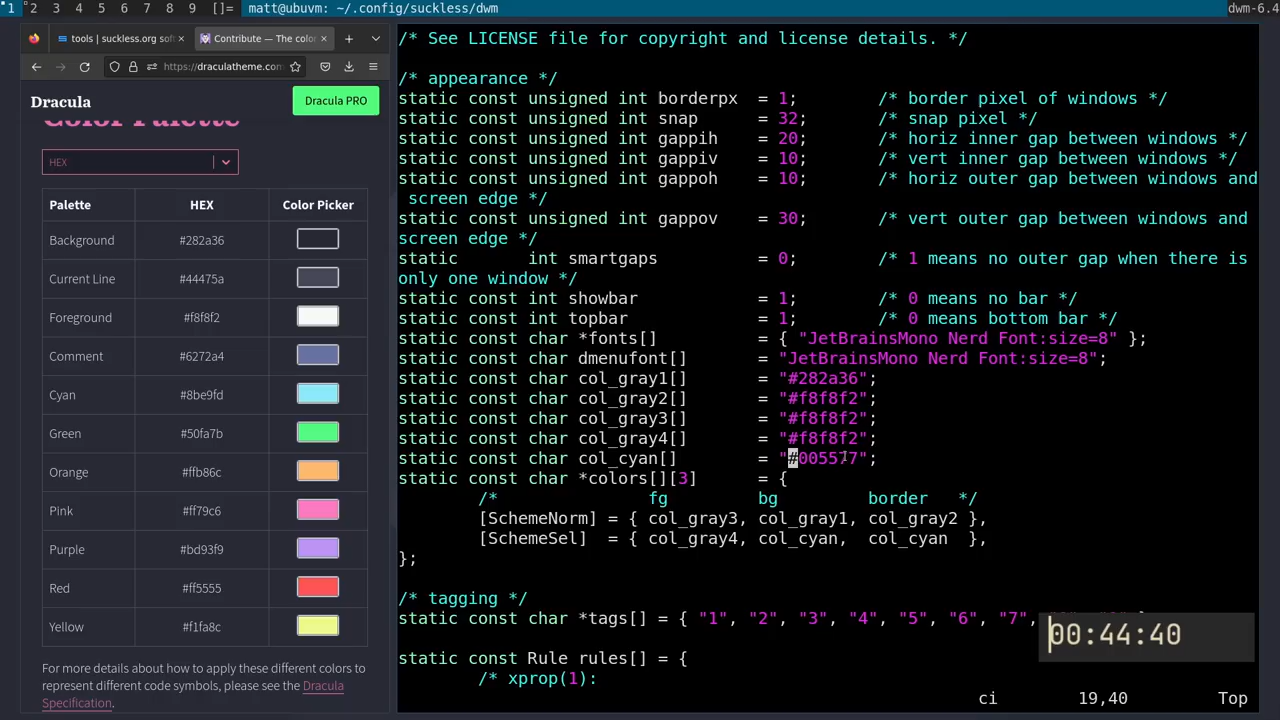 1 2 3 4 5 6 7 8 9 []= matt@ubuvm: ~/.config/suckless/dwm dwm-6.4
tools | suckless.org sof × Contribute — The colo × +
https://draculatheme.com
Dracula
Dracula PRO
Color Palette
HEX
Palette HEX Color Picker
Background #282a36
Current Line #44475a
Foreground #f8f8f2
Comment #6272a4
Cyan #8be9fd
Green #50fa7b
Orange #ffb86c
Pink #ff79c6
Purple #bd93f9
Red #ff5555
Yellow #f1fa8c
For more details about how to apply these different colors to
represent different code symbols, please see the Dracula
Specification.
/* See LICENSE file for copyright and license details. */
/* appearance */
static const unsigned int borderpx = 1; /* border pixel of windows */
static const unsigned int snap = 32; /* snap pixel */
static const unsigned int gappih = 20; /* horiz inner gap between windows */
static const unsigned int gappiv = 10; /* vert inner gap between windows */
static const unsigned int gappoh = 10; /* horiz outer gap between windows and
screen edge */
static const unsigned int gappov = 30; /* vert outer gap between windows and
screen edge */
static int smartgaps = 0; /* 1 means no outer gap when there is
only one window */
static const int showbar = 1; /* 0 means no bar */
static const int topbar = 1; /* 0 means bottom bar */
static const char *fonts[] = { "JetBrainsMono Nerd Font:size=8" };
static const char dmenufont[] = "JetBrainsMono Nerd Font:size=8";
static const char col_gray1[] = "#282a36";
static const char col_gray2[] = "#f8f8f2";
static const char col_gray3[] = "#f8f8f2";
static const char col_gray4[] = "#f8f8f2";
static const char col_cyan[] = "#005577";
static const char *colors[][3] = {
/* fg bg border */
[SchemeNorm] = { col_gray3, col_gray1, col_gray2 },
[SchemeSel] = { col_gray4, col_cyan, col_cyan },
};
/* tagging */
static const char *tags[] = { "1", "2", "3", "4", "5", "6", "7",
00:44:40
static const Rule rules[] = {
/* xprop(1):
ci 19,40 Top